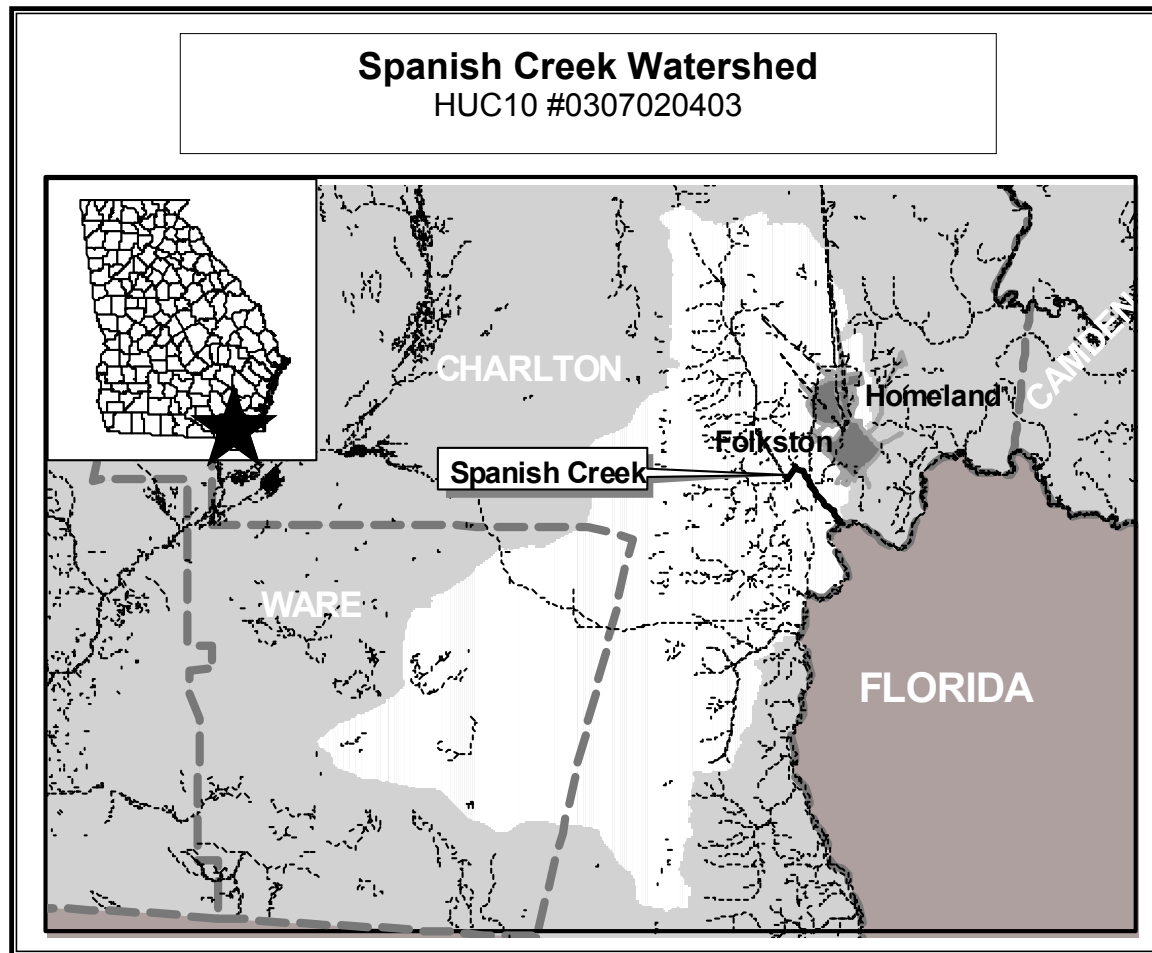 Spanish Creek Watershed
HUC10 #0307020403
CHARLTON
CAMDEN
Homeland
Folkston
Spanish Creek
WARE
FLORIDA